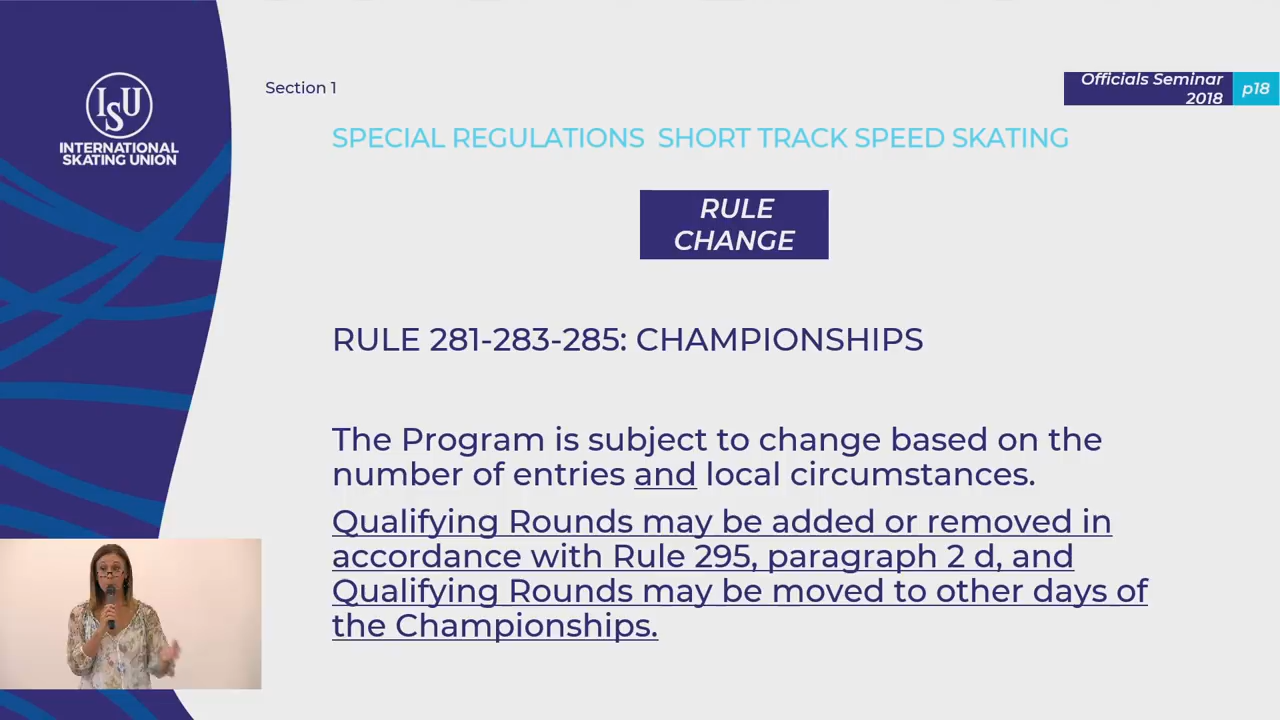 ISU
INTERNATIONAL
SKATING UNION
Section 1
Officials Seminar
2018
p18
SPECIAL REGULATIONS  SHORT TRACK SPEED SKATING
RULE
CHANGE
RULE 281-283-285: CHAMPIONSHIPS
The Program is subject to change based on the
number of entries and local circumstances.
Qualifying Rounds may be added or removed in
accordance with Rule 295, paragraph 2 d, and
Qualifying Rounds may be moved to other days of
the Championships.